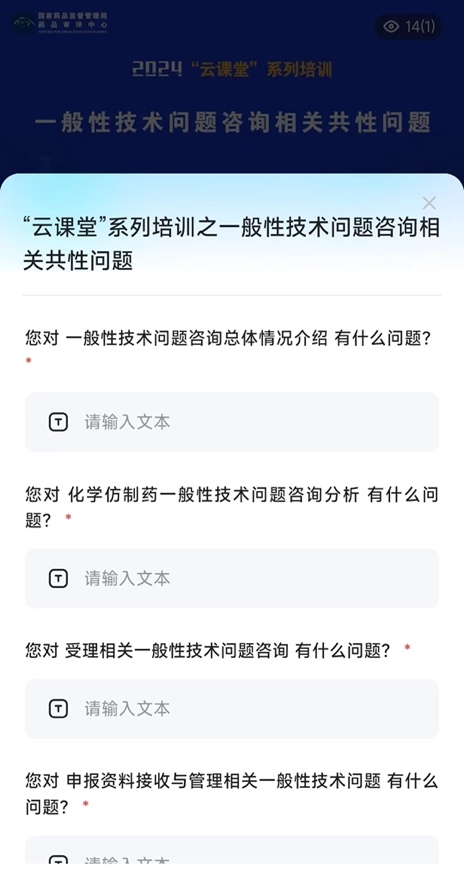 国家药品监督管理局
药品审评中心
14(1)
2024“云课堂”系列培训
一般性技术问题咨询相关共性问题
“云课堂”系列培训之一般性技术问题咨询相
关共性问题
您对 一般性技术问题咨询总体情况介绍 有什么问题?
*
请输入文本
您对 化学仿制药一般性技术问题咨询分析 有什么问
题? *
请输入文本
您对 受理相关一般性技术问题咨询 有什么问题? *
请输入文本
您对 申报资料接收与管理相关一般性技术问题 有什么
问题? *
请输入文本